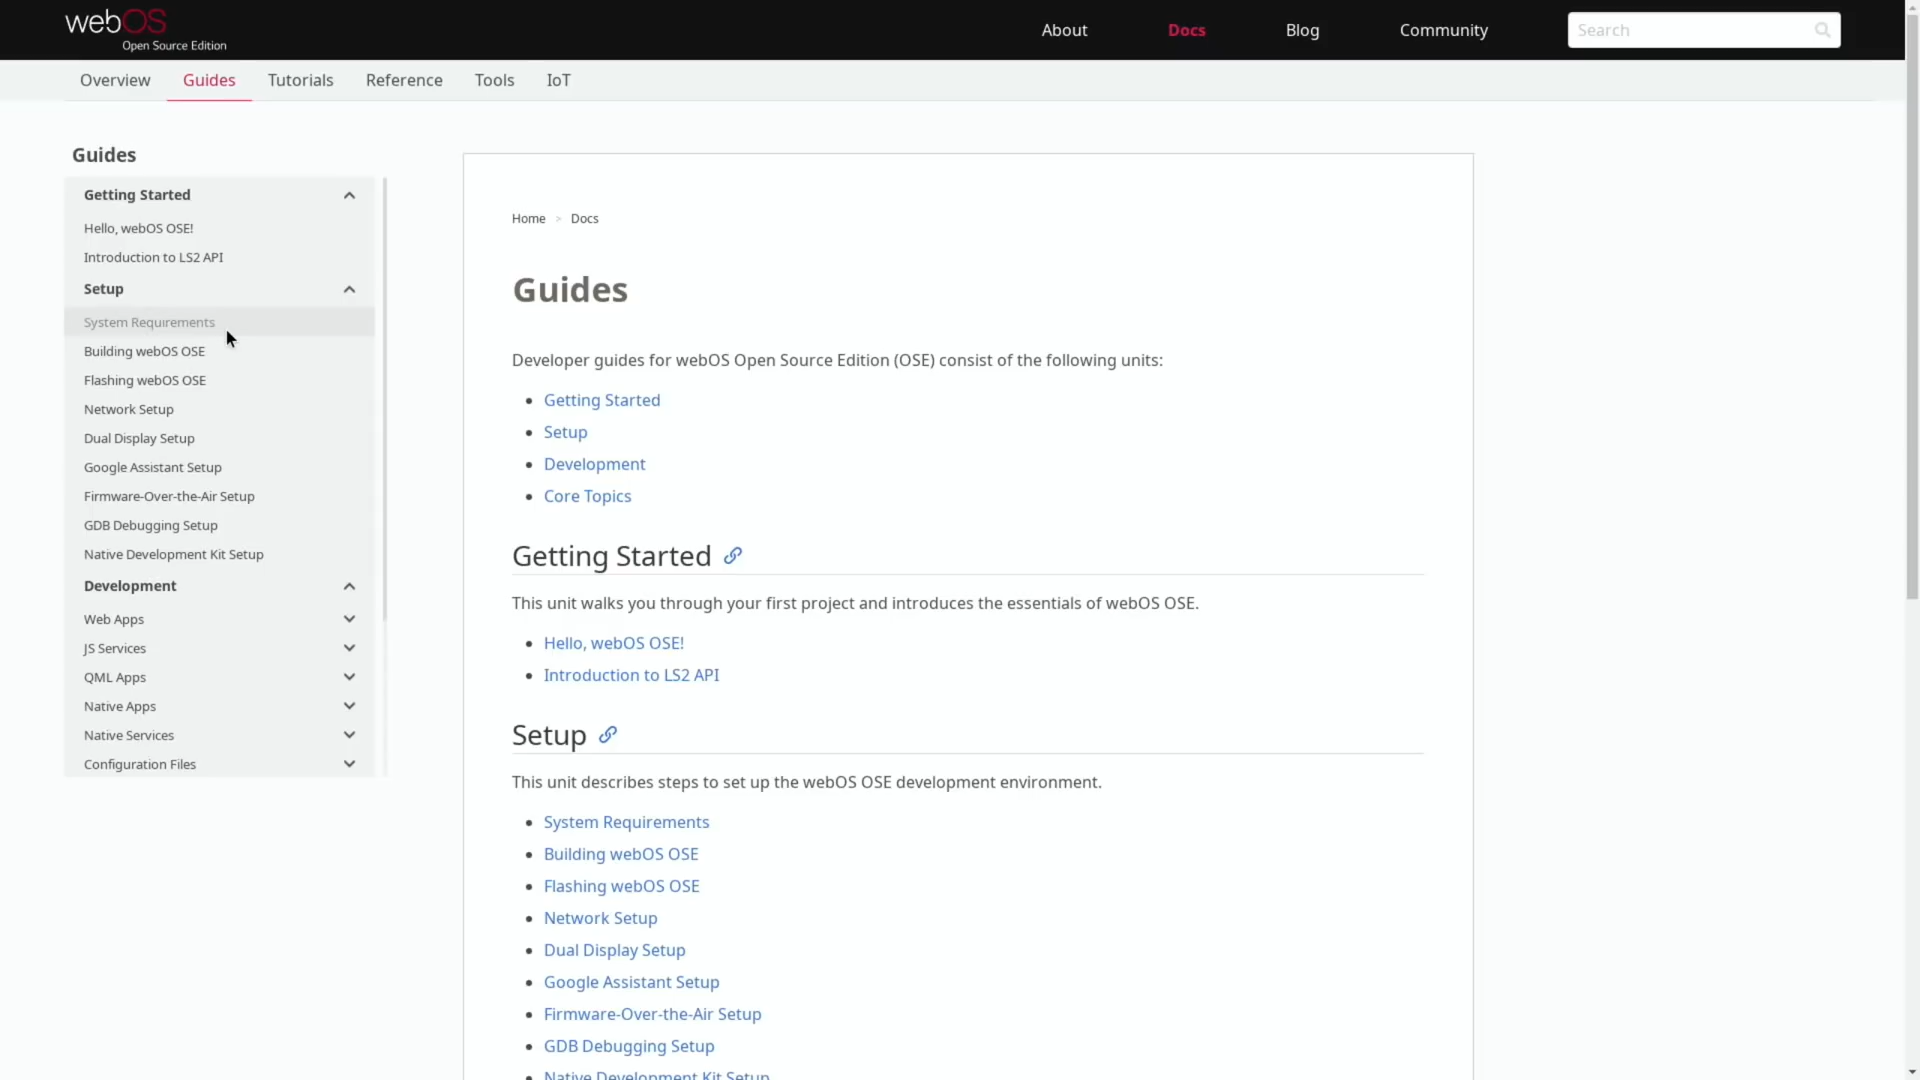 webOS
Open Source Edition
About
Docs
Blog
Community
Search
Overview
Guides
Tutorials
Reference
Tools
IoT
Guides
Getting Started
Hello, webOS OSE!
Introduction to LS2 API
Setup
System Requirements
Building webOS OSE
Flashing webOS OSE
Network Setup
Dual Display Setup
Google Assistant Setup
Firmware-Over-the-Air Setup
GDB Debugging Setup
Native Development Kit Setup
Development
Web Apps
JS Services
QML Apps
Native Apps
Native Services
Configuration Files
Home > Docs
Guides
Developer guides for webOS Open Source Edition (OSE) consist of the following units:
Getting Started
Setup
Development
Core Topics
Getting Started
This unit walks you through your first project and introduces the essentials of webOS OSE.
Hello, webOS OSE!
Introduction to LS2 API
Setup
This unit describes steps to set up the webOS OSE development environment.
System Requirements
Building webOS OSE
Flashing webOS OSE
Network Setup
Dual Display Setup
Google Assistant Setup
Firmware-Over-the-Air Setup
GDB Debugging Setup
Native Development Kit Setup